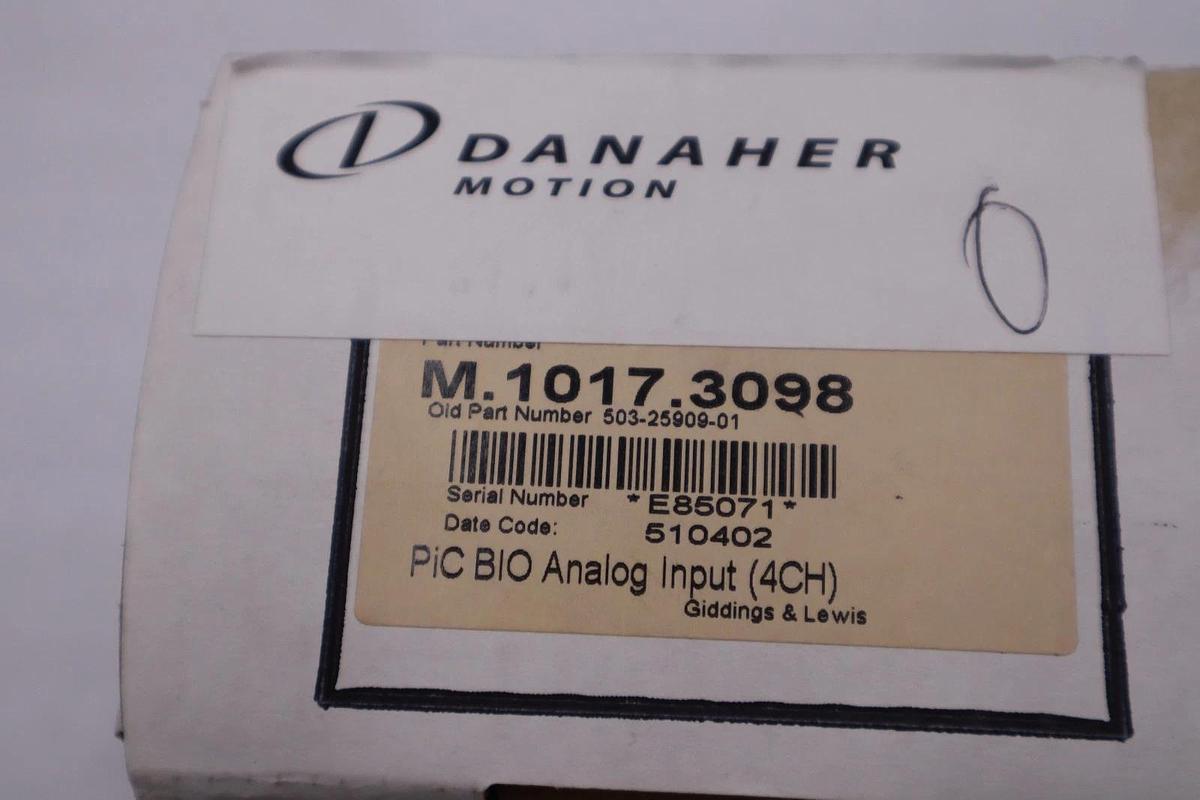 DANAHER
MOTION
Part Number
M.1017.3098
Old Part Number 503-25909-01
Serial Number *E85071*
Date Code: 510402
PiC BIO Analog Input (4CH)
Giddings & Lewis